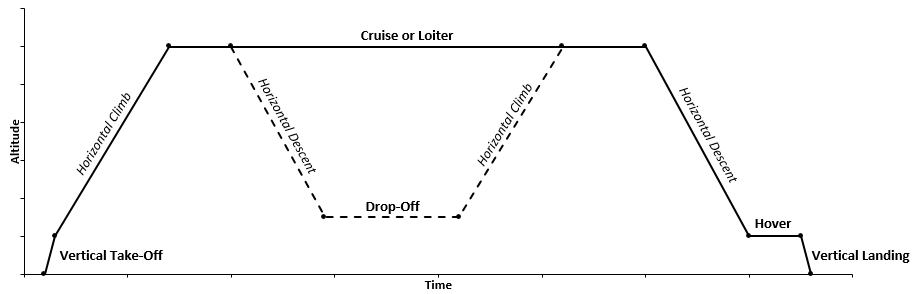 Cruise or Loiter
Horizontal Climb
Horizontal Descent
Horizontal Climb
Horizontal Descent
Altitude
Drop-Off
Hover
Vertical Take-Off
Vertical Landing
Time